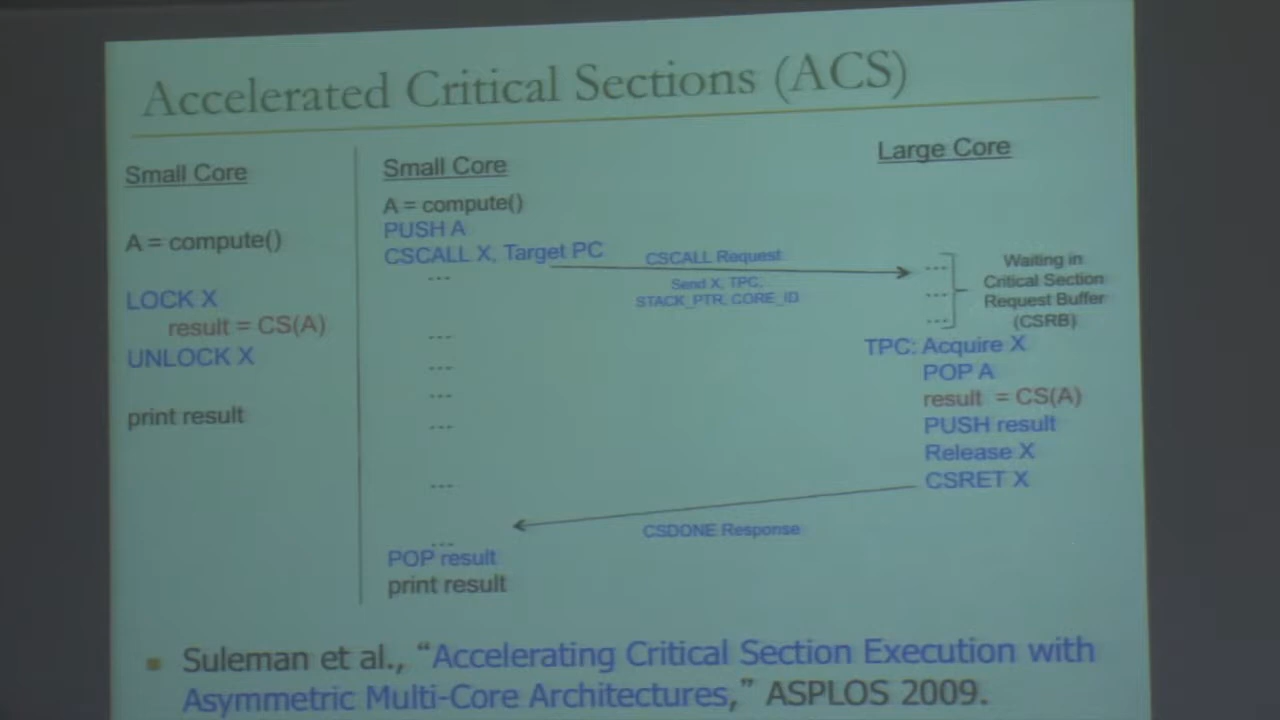 Accelerated Critical Sections (ACS)
Small Core
A = compute()
LOCK X
result = CS(A)
UNLOCK X
print result
Small Core
A = compute()
PUSH A
CSCALL X, Target PC
...
...
...
...
...
...
...
POP result
print result
CSCALL Request
Send X, TPC,
STACK_PTR, CORE_ID
CSDONE Response
Large Core
...
...
...
Waiting in
Critical Section
Request Buffer
(CSRB)
TPC: Acquire X
POP A
result = CS(A)
PUSH result
Release X
CSRET X
Suleman et al., “Accelerating Critical Section Execution with
Asymmetric Multi-Core Architectures,” ASPLOS 2009.